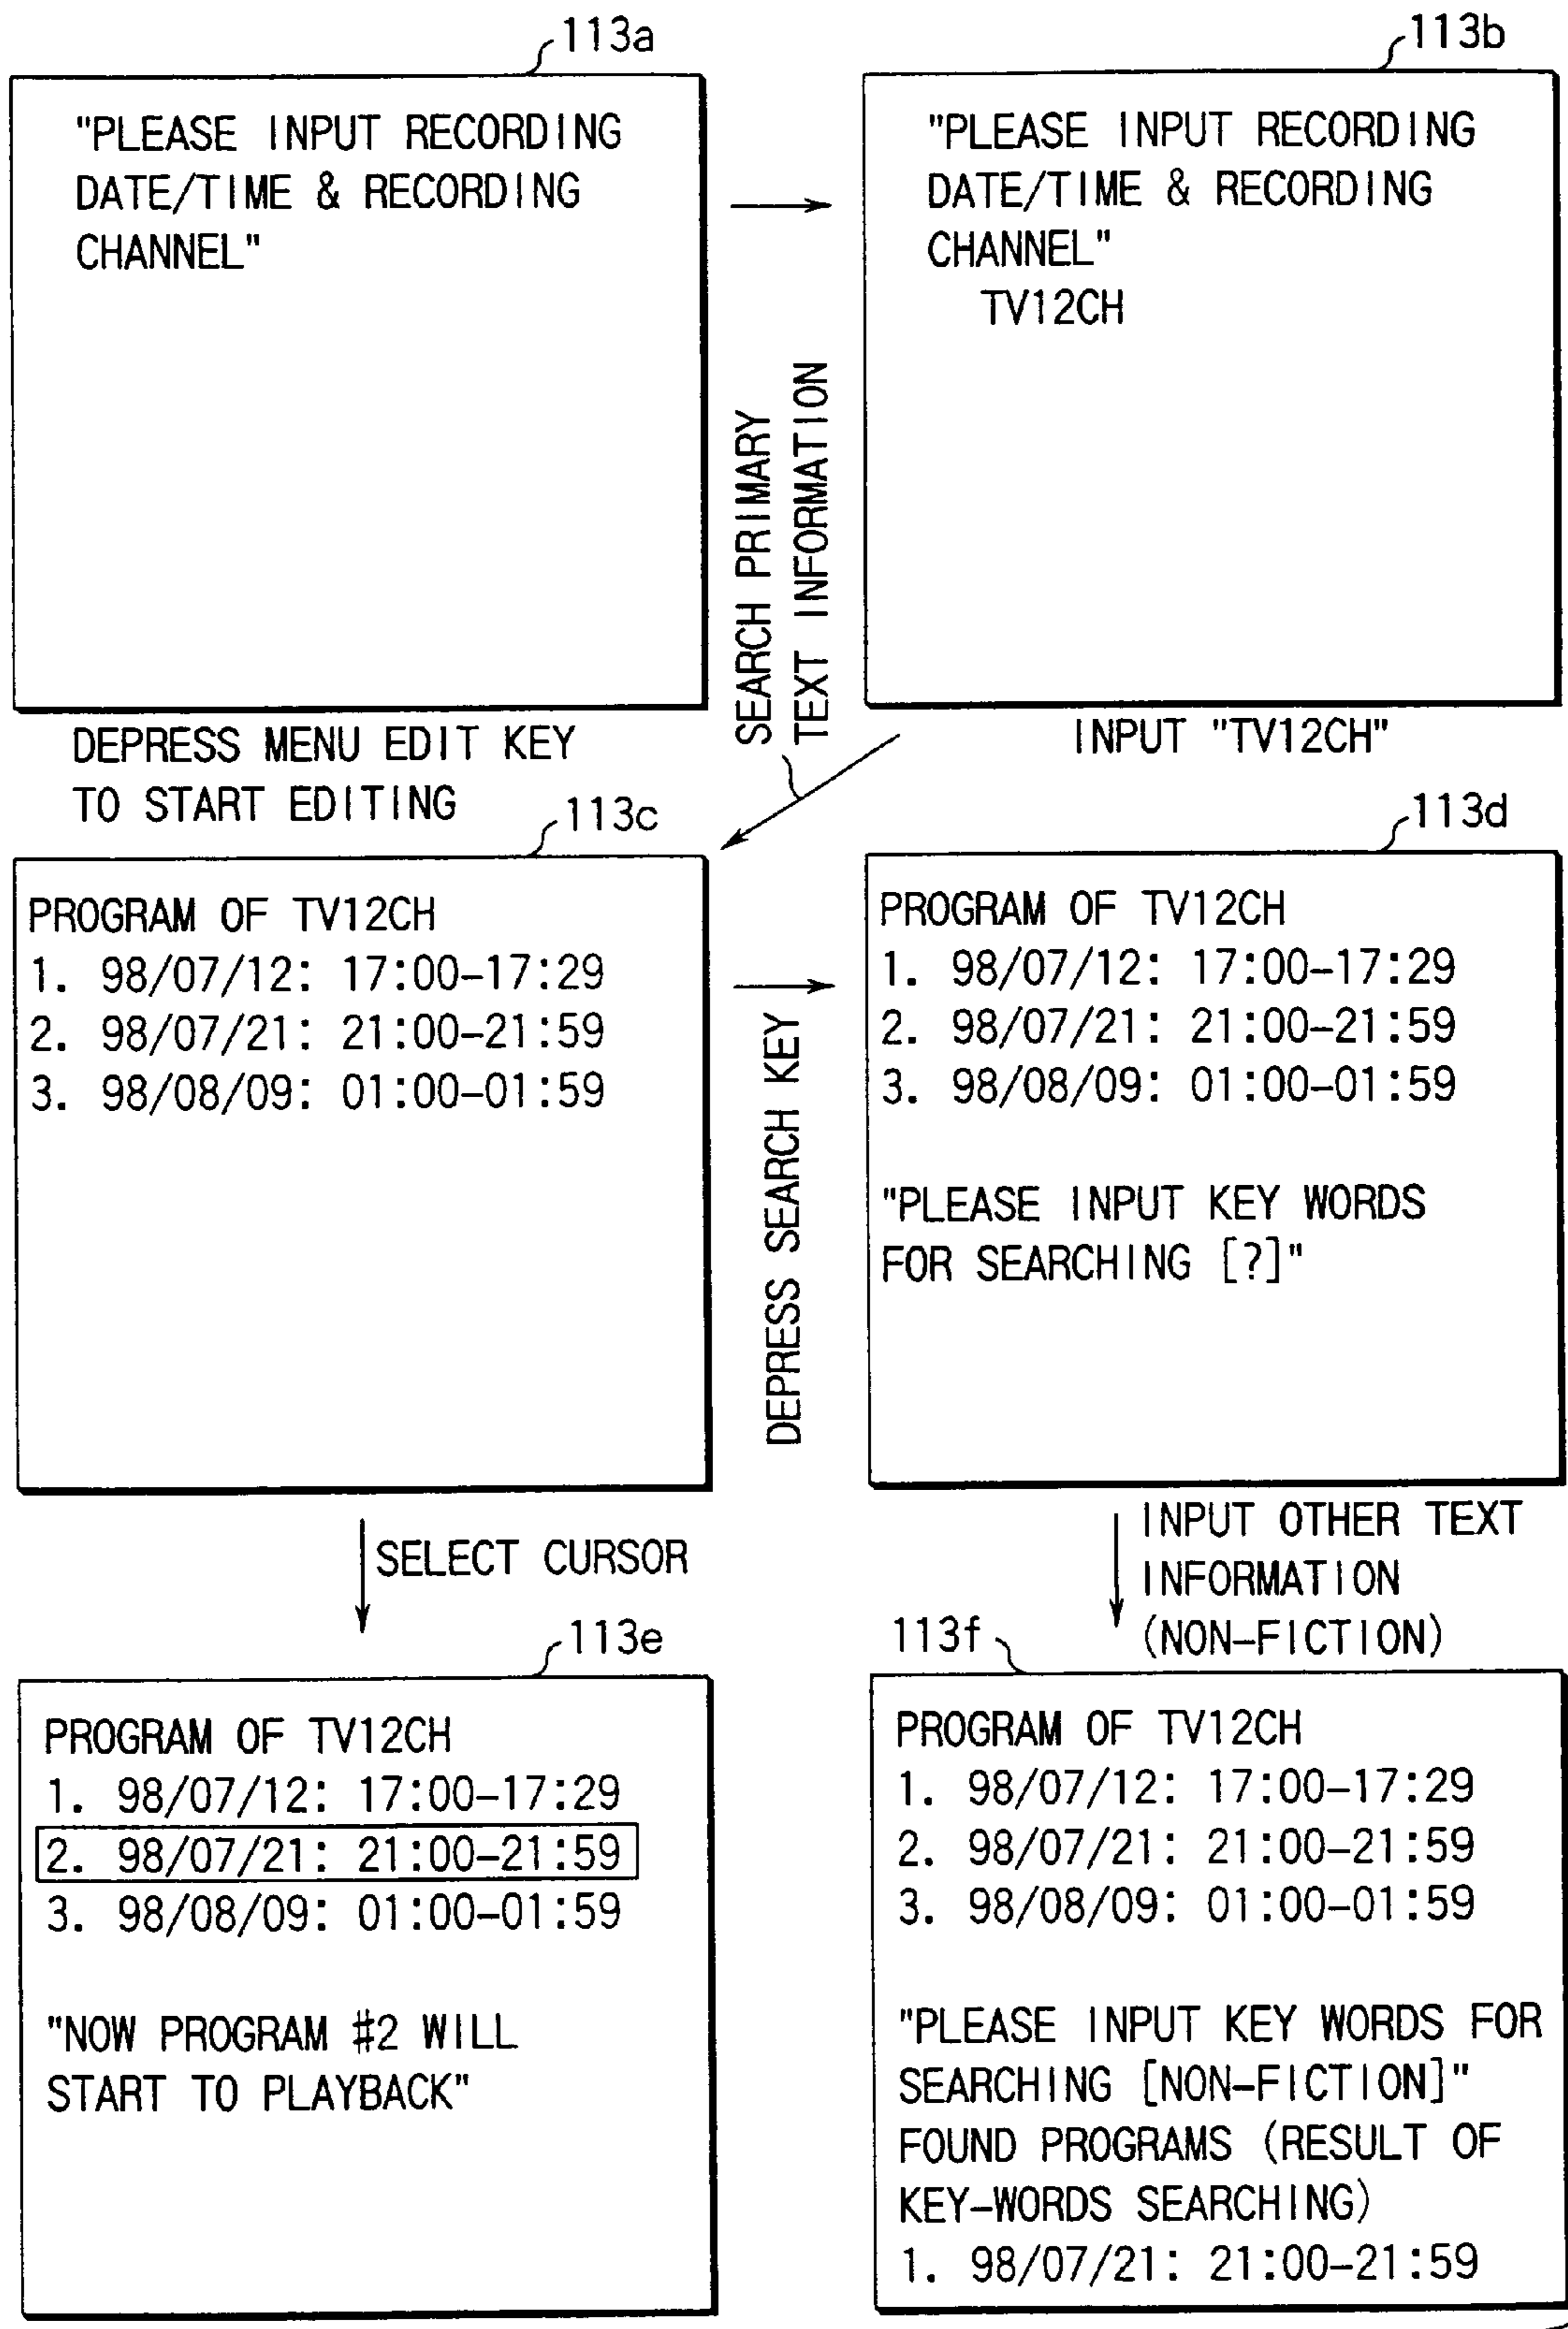 113a
"PLEASE INPUT RECORDING
DATE/TIME & RECORDING
CHANNEL"
DEPRESS MENU EDIT KEY
TO START EDITING
113b
"PLEASE INPUT RECORDING
DATE/TIME & RECORDING
CHANNEL"
TV12CH
INPUT "TV12CH"
SEARCH PRIMARY
TEXT INFORMATION
113c
PROGRAM OF TV12CH
1. 98/07/12: 17:00-17:29
2. 98/07/21: 21:00-21:59
3. 98/08/09: 01:00-01:59
DEPRESS SEARCH KEY
113d
PROGRAM OF TV12CH
1. 98/07/12: 17:00-17:29
2. 98/07/21: 21:00-21:59
3. 98/08/09: 01:00-01:59
"PLEASE INPUT KEY WORDS
FOR SEARCHING [?]"
SELECT CURSOR
INPUT OTHER TEXT
INFORMATION
(NON-FICTION)
113e
PROGRAM OF TV12CH
1. 98/07/12: 17:00-17:29
2. 98/07/21: 21:00-21:59
3. 98/08/09: 01:00-01:59
"NOW PROGRAM #2 WILL
START TO PLAYBACK"
113f
PROGRAM OF TV12CH
1. 98/07/12: 17:00-17:29
2. 98/07/21: 21:00-21:59
3. 98/08/09: 01:00-01:59
"PLEASE INPUT KEY WORDS FOR
SEARCHING [NON-FICTION]"
FOUND PROGRAMS (RESULT OF
KEY-WORDS SEARCHING)
1. 98/07/21: 21:00-21:59